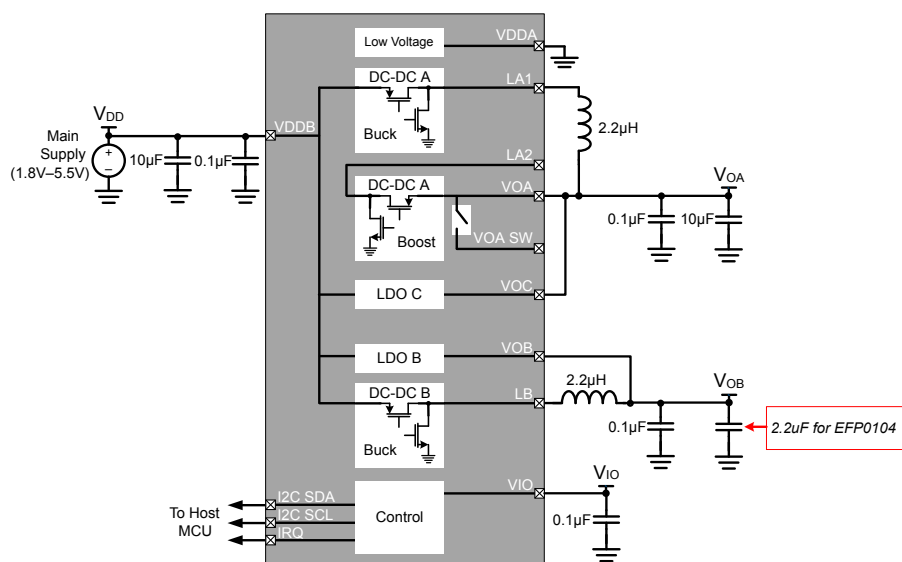 Low Voltage
VDDA
DC-DC A
LA1
Buck
2.2µH
VDD
VDDB
Main
Supply
(1.8V–5.5V)
+
–
10µF
0.1µF
LA2
DC-DC A
VOA
Boost
VOA SW
VOA
0.1µF
10µF
LDO C
VOC
LDO B
VOB
DC-DC B
LB
Buck
2.2µH
VOB
0.1µF
2.2uF for EFP0104
I2C SDA
I2C SCL
IRQ
To Host
MCU
Control
VIO
VIO
0.1µF